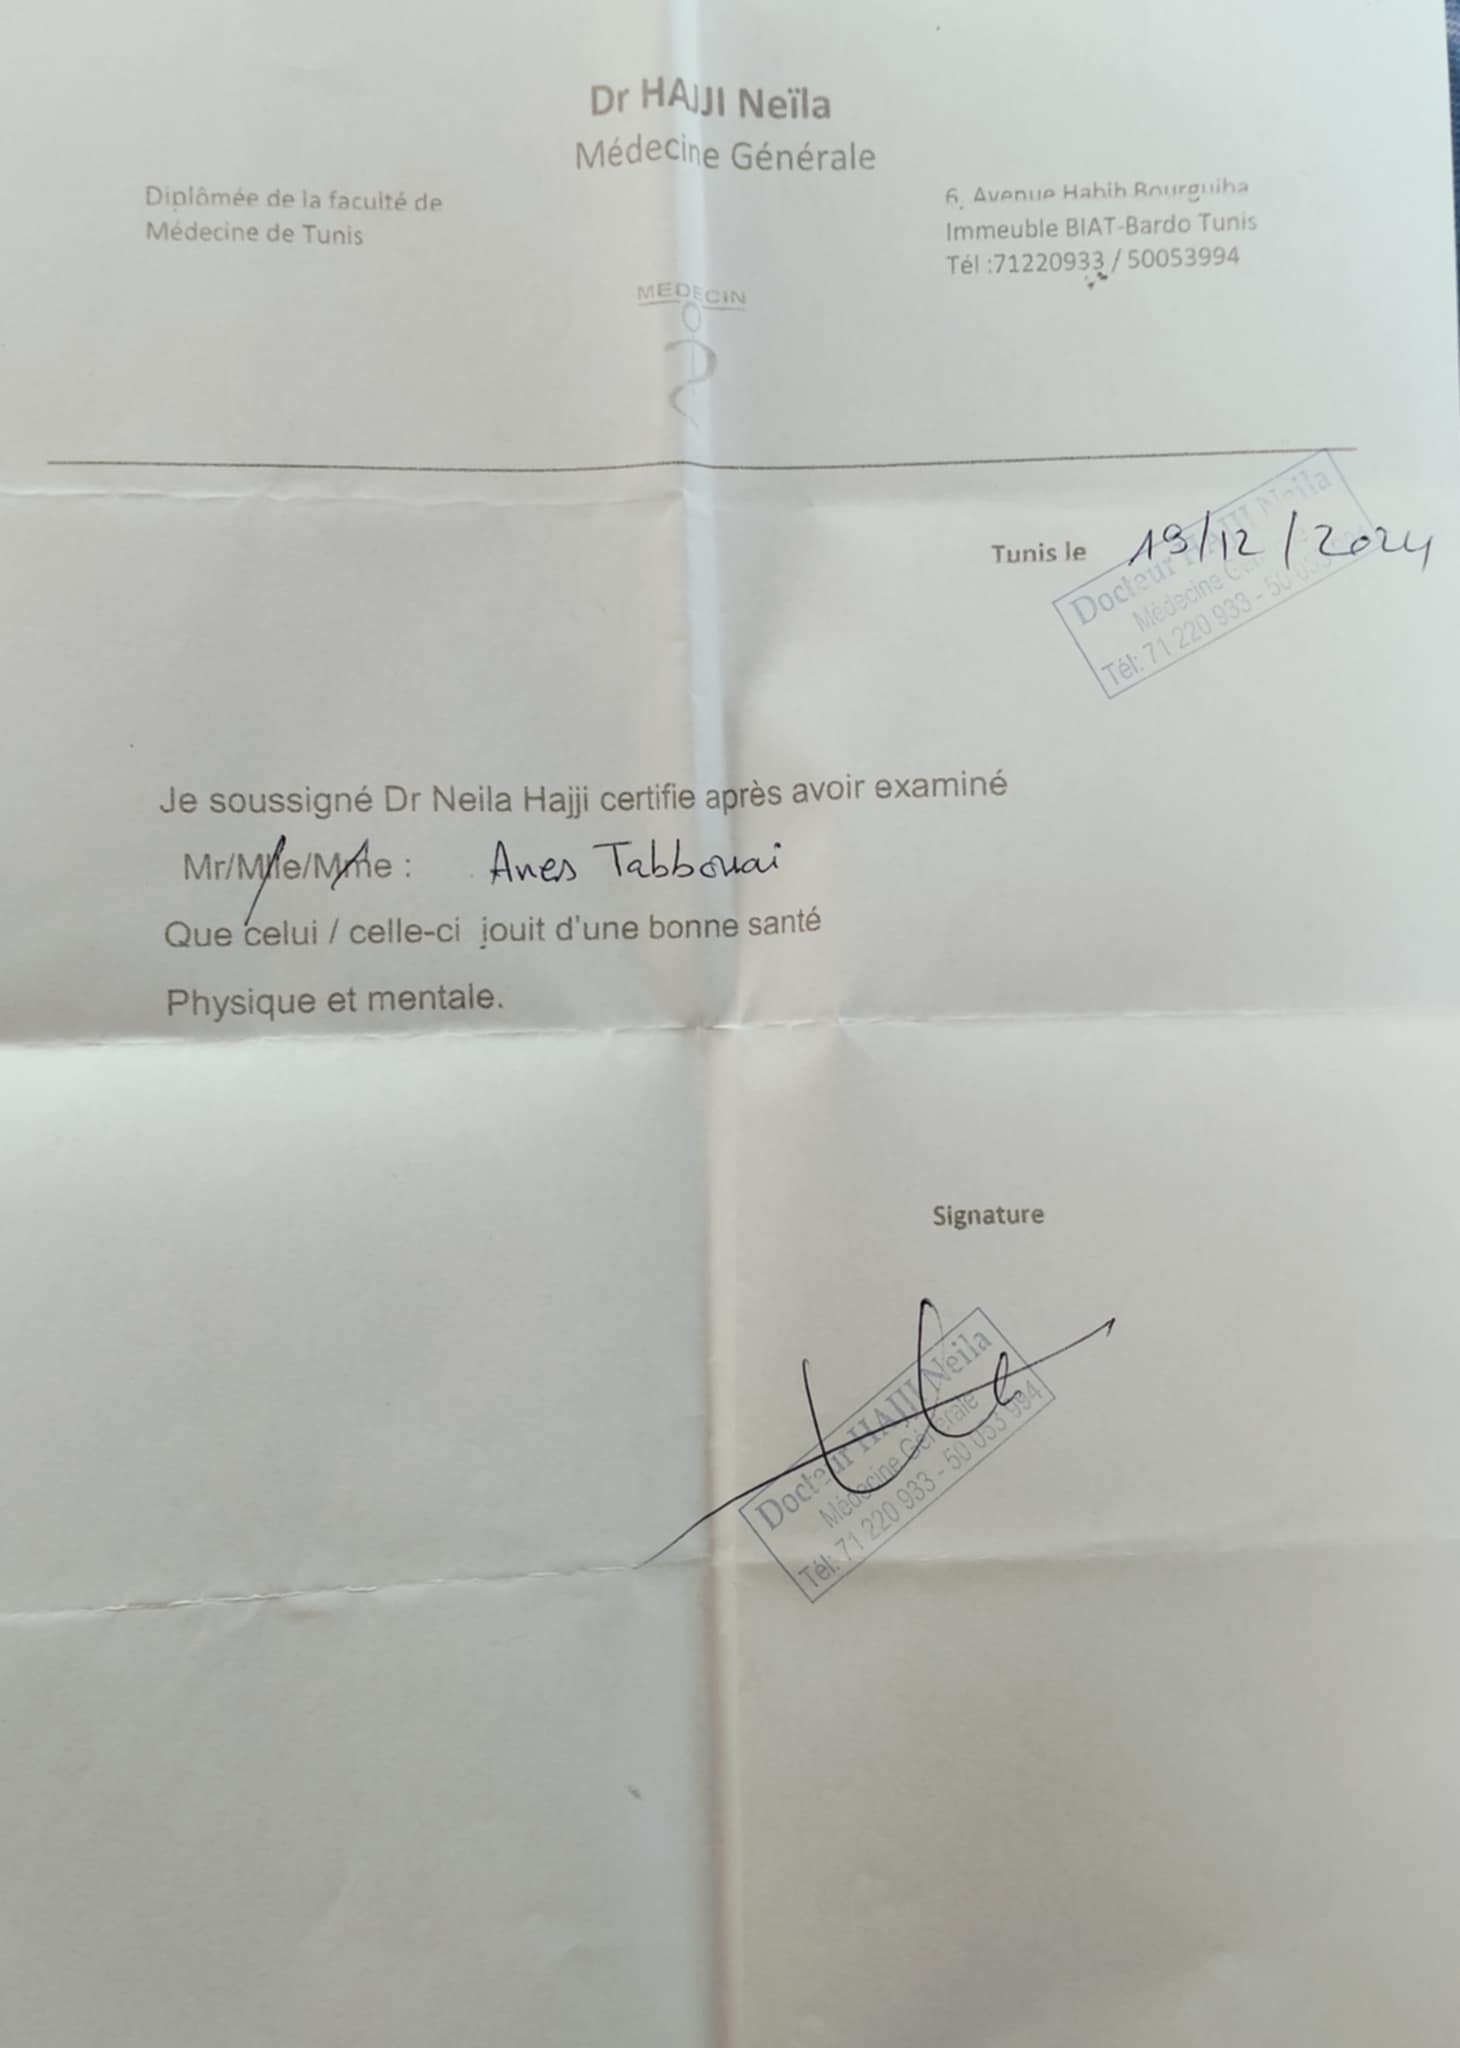 Dr HAJJI Neïla
Médecine Générale
Diplômée de la faculté de
Médecine de Tunis
6, Avenue Habib Bourguiba
Immeuble BIAT-Bardo Tunis
Tél :71220933 / 50053994
MEDECIN
Tunis le 19/12/2024
Docteur HAJJI Neila
Médecine
Tél: 71 220 933 - 50 053
Je soussigné Dr Neila Hajji certifie après avoir examiné
Mr/Mlle/Mme : Anes Tabbouai
Que celui / celle-ci jouit d'une bonne santé
Physique et mentale.
Signature
Docteur HAJJI Neila
Médecine Générale
Tél: 71 220 933 - 50 053 994